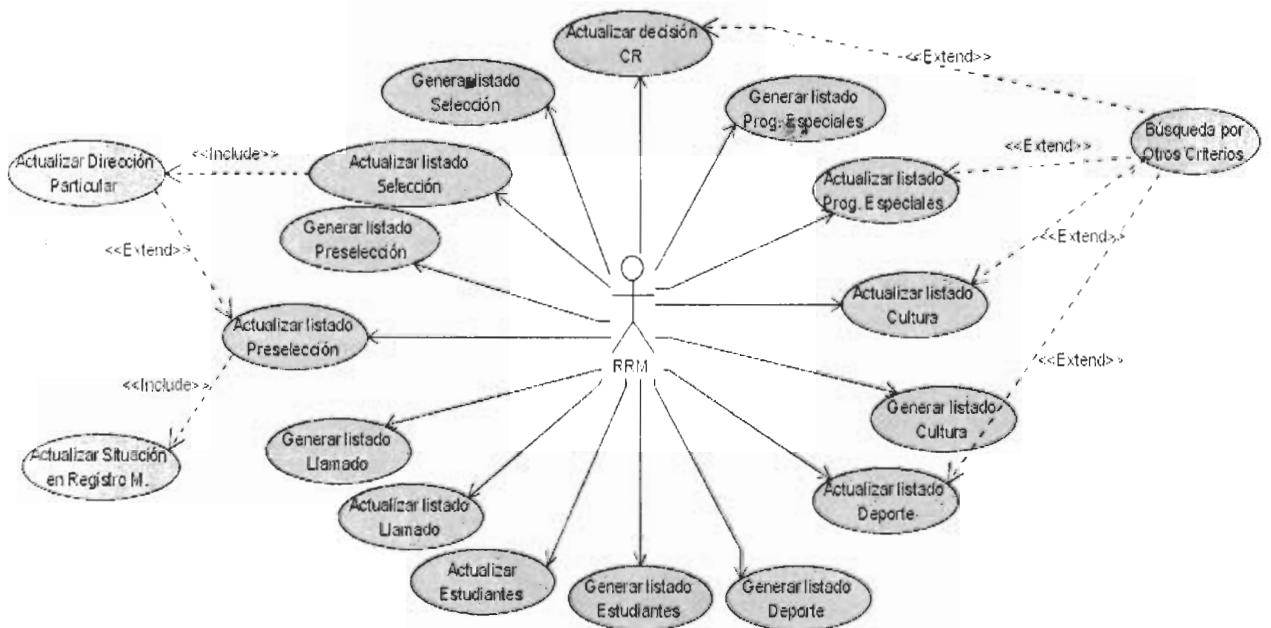 Actualizar decisión
CR
<<Extend>>
Generar listado
Selección
Generar listado
Prog. Especiales
Búsqueda por
Otros Criterios
<<Include>>
Actualizar Dirección
Particular
Actualizar listado
Selección
<<Extend>>
Actualizar listado
Prog. Especiales
Generar listado
Preselección
<<Extend>>
<<Extend>>
Actualizar listado
Cultura
Actualizar listado
Preselección
RRM
<<Extend>>
<<Include>>
Generar listado
Cultura
Generar listado
Llamado
Actualizar Situación
en Registro M.
Actualizar listado
Deporte
Actualizar listado
Llamado
Actualizar
Estudiantes
Generar listado
Estudiantes
Generar listado
Deporte